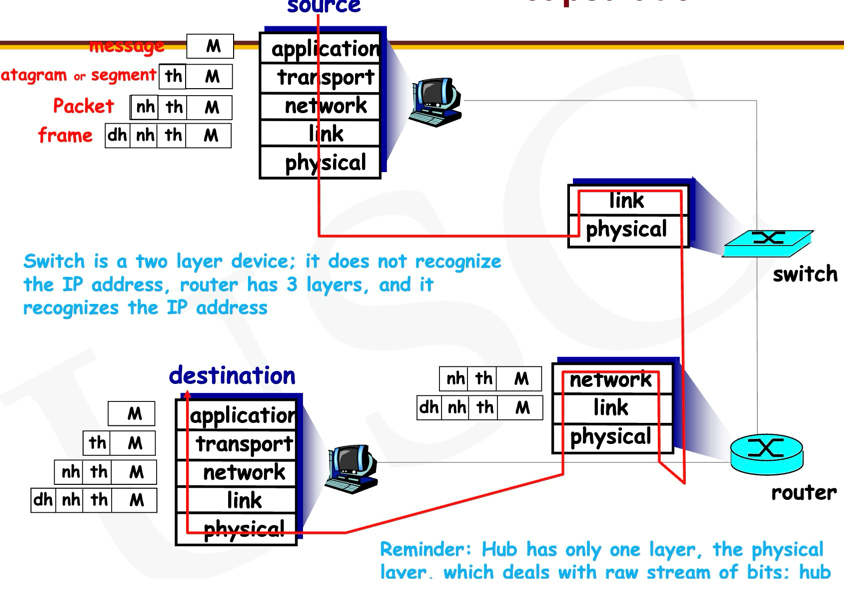 source
message M
application
atagram or segment th M
transport
Packet nh th M
network
frame dh nh th M
link
physical
link
physical
switch
Switch is a two layer device; it does not recognize
the IP address, router has 3 layers, and it
recognizes the IP address
destination
nh th M
network
dh nh th M
link
physical
router
M
application
th M
transport
nh th M
network
dh nh th M
link
physical
Reminder: Hub has only one layer, the physical
layer, which deals with raw stream of bits; hub
USC